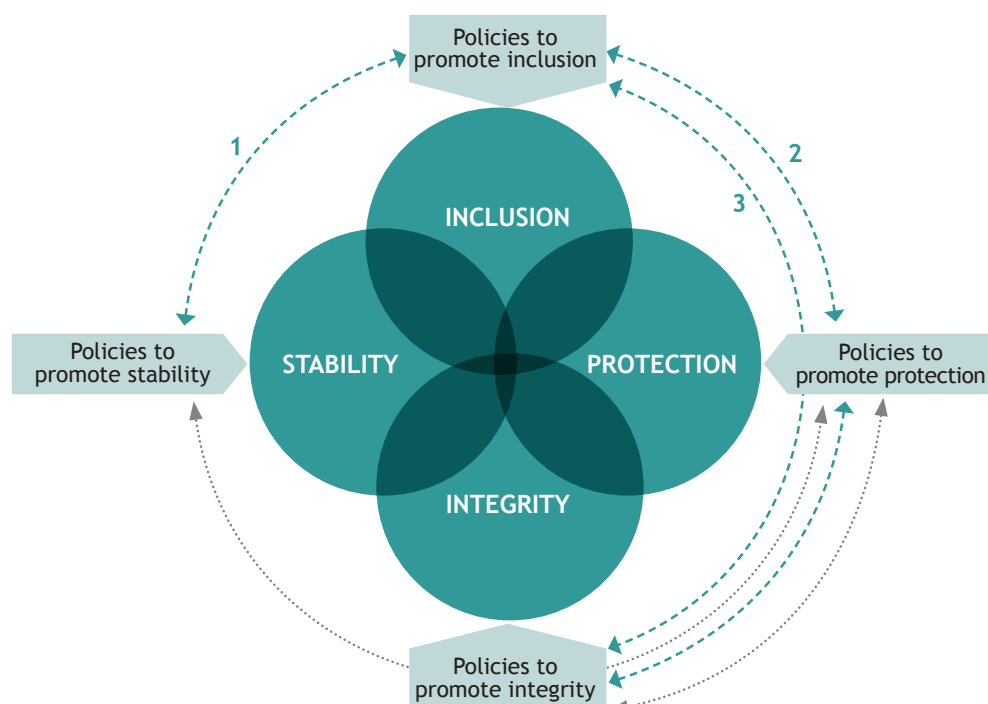 Policies to
promote inclusion
1
2
3
INCLUSION
Policies to
promote stability
STABILITY
PROTECTION
Policies to
promote protection
INTEGRITY
Policies to
promote integrity